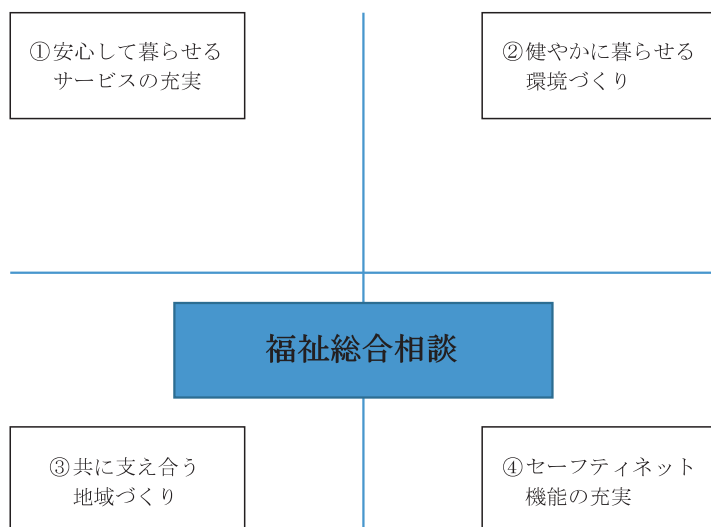 ①安心して暮らせる
サービスの充実
②健やかに暮らせる
環境づくり
福祉総合相談
③共に支え合う
地域づくり
④セーフティネット
機能の充実